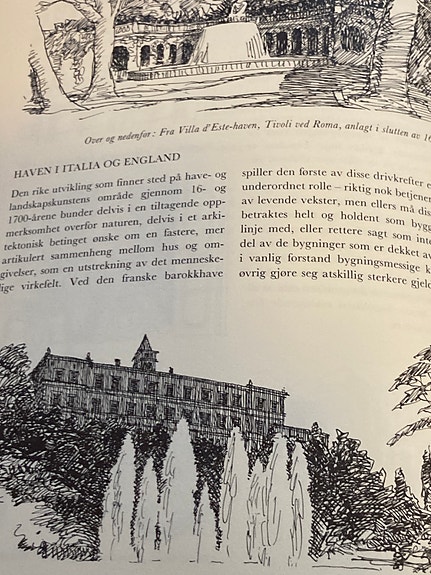 Over og nedenfor: Fra Villa d'Este-haven, Tivoli ved Roma, anlagt i slutten av
HAVEN I ITALIA OG ENGLAND
Den rike utvikling som finner sted på have- og
landskapskunstens område gjennom 16- og
1700-årene bunder delvis i en tiltagende opp-
merksomhet overfor naturen, delvis i et arki-
tektonisk betinget ønske om en fastere, mer
artikulert sammenheng mellom hus og om-
givelser, som en utstrekning av det menneske-
lige virkefelt. Ved den franske barokkhave
spiller den første av disse drivkrefter e
underordnet rolle – riktig nok betjener
av levende vekster, men ellers må dis
betraktes helt og holdent som bygg
linje med, eller rettere sagt som inte
del av de bygninger som er dekket av
i vanlig forstand bygningsmessige k
øvrig gjøre seg atskillig sterkere gjeld